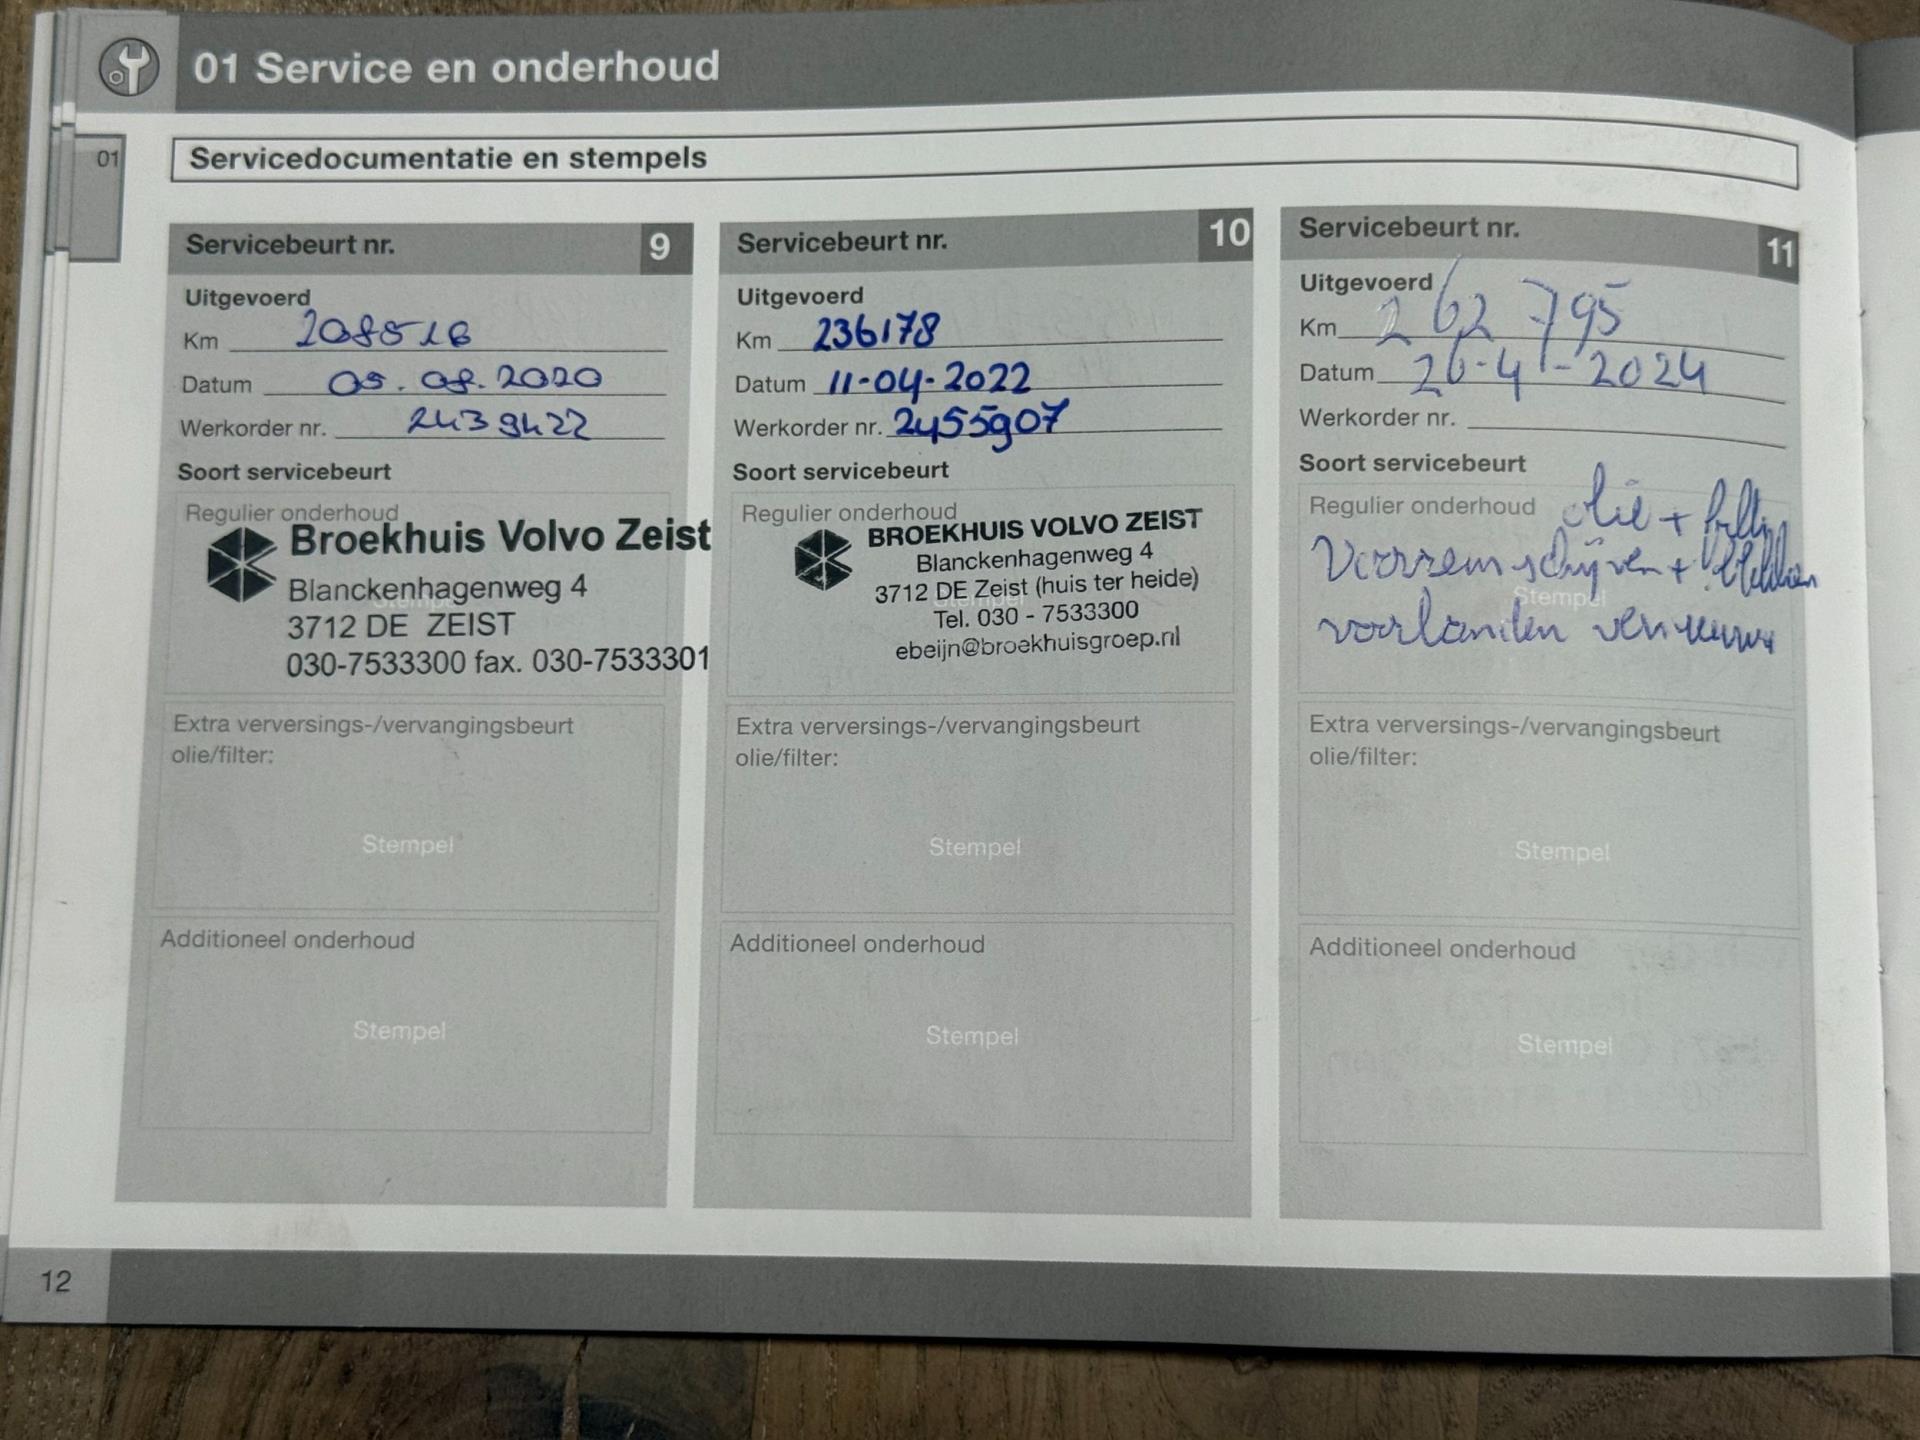 01 Service en onderhoud
01
Servicedocumentatie en stempels
Servicebeurt nr. 9
Uitgevoerd
Km 208516
Datum 05.08.2020
Werkorder nr. 2439422
Soort servicebeurt
Regulier onderhoud
Broekhuis Volvo Zeist
Blanckenhagenweg 4
3712 DE ZEIST
030-7533300 fax. 030-7533301
Extra verversings-/vervangingsbeurt
olie/filter:
Stempel
Additioneel onderhoud
Stempel
Servicebeurt nr. 10
Uitgevoerd
Km 236178
Datum 11-04-2022
Werkorder nr. 2455907
Soort servicebeurt
Regulier onderhoud
BROEKHUIS VOLVO ZEIST
Blanckenhagenweg 4
3712 DE Zeist (huis ter heide)
Tel. 030 - 7533300
ebeijn@broekhuisgroep.nl
Extra verversings-/vervangingsbeurt
olie/filter:
Stempel
Additioneel onderhoud
Stempel
Servicebeurt nr. 11
Uitgevoerd
Km 262795
Datum 26-4-2024
Werkorder nr.
Soort servicebeurt
Regulier onderhoud olie +
Voorremschijven +
Stempel
voorbanden
Extra verversings-/vervangingsbeurt
olie/filter:
Stempel
Additioneel onderhoud
Stempel
12